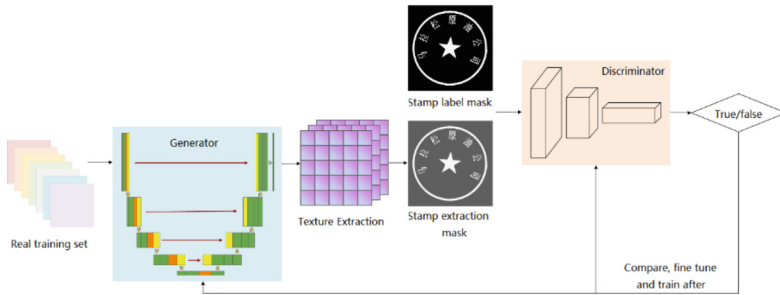 Generator
Discriminator
Stamp label mask
True/false
Real training set
Texture Extraction
Stamp extraction
mask
Compare, fine tune
and train after